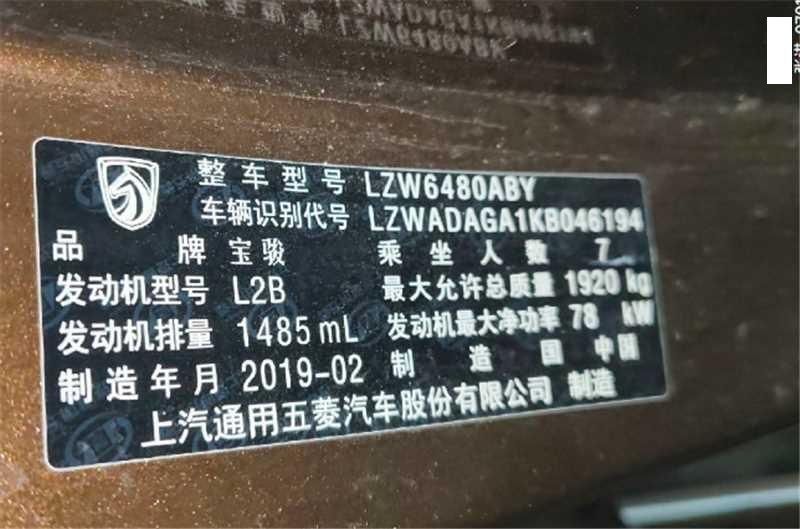 整车型号 LZW6480ABY
车辆识别代号 LZWADAGA1KB046194
品牌 宝骏 乘坐人数 7
发动机型号 L2B 最大允许总质量 1920 kg
发动机排量 1485 mL 发动机最大净功率 78 kW
制造年月 2019-02 制造国 中国
上汽通用五菱汽车股份有限公司 制造